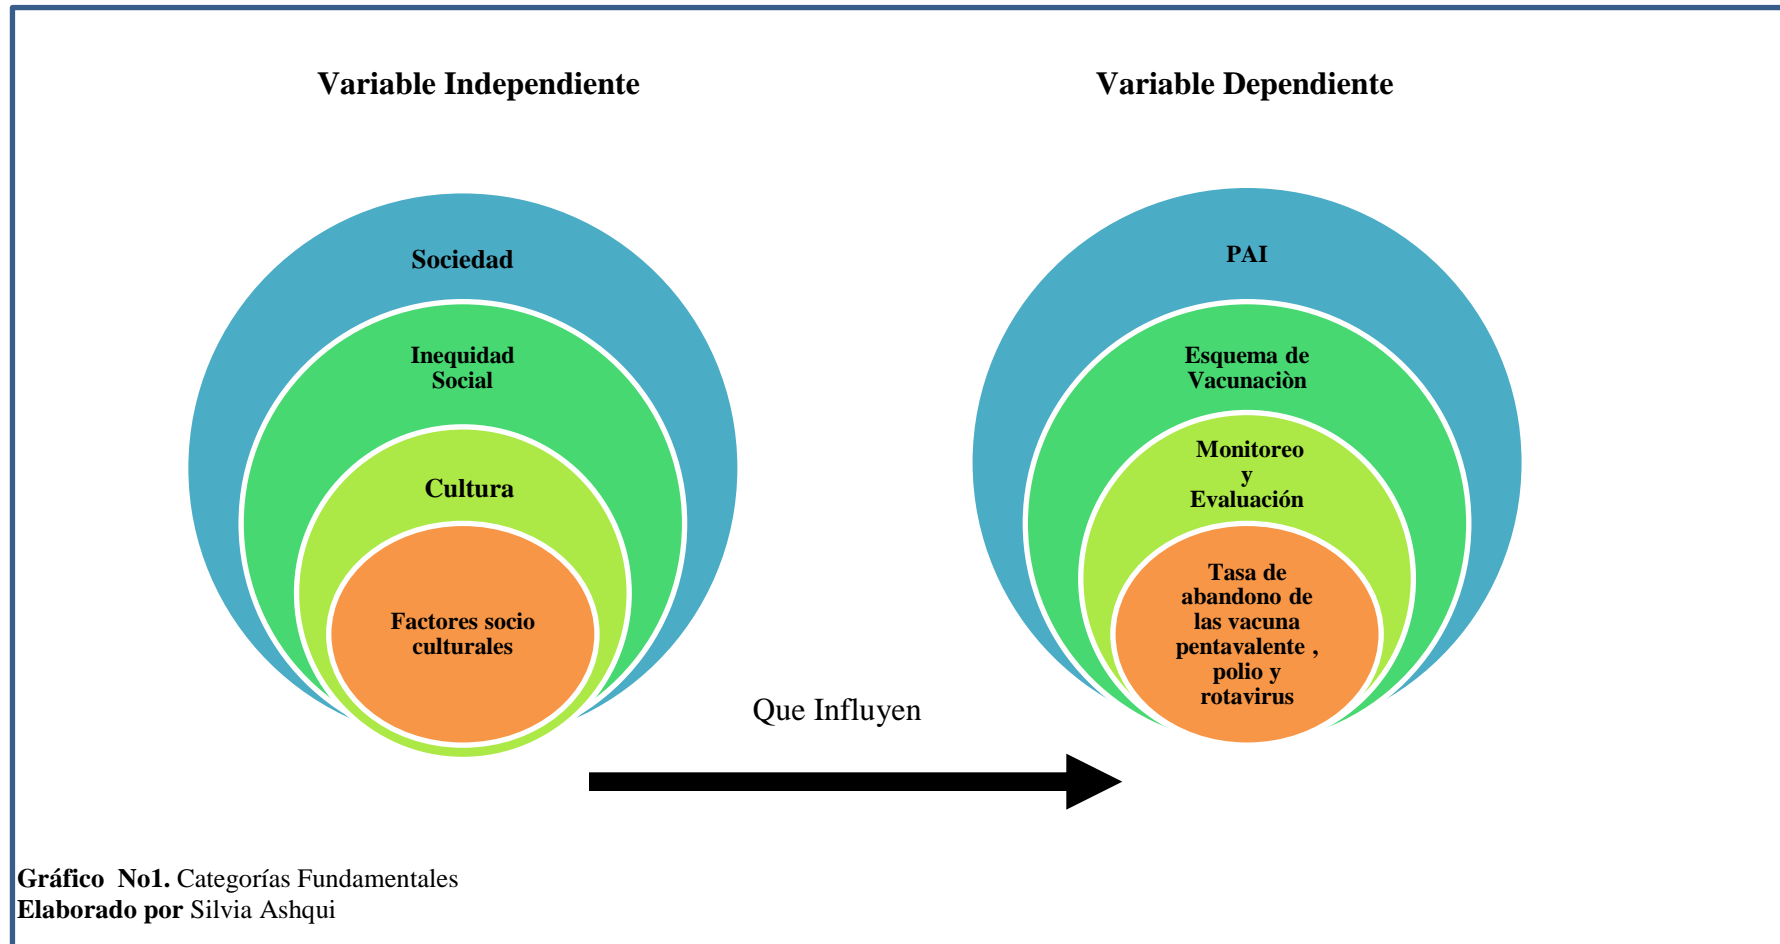 Variable Independiente
Variable Dependiente
Sociedad
Inequidad
Social
Cultura
Factores socio
culturales
PAI
Esquema de
Vacunaciòn
Monitoreo
y
Evaluación
Tasa de
abandono de
las vacuna
pentavalente ,
polio y
rotavirus
Que Influyen
Gráfico No1. Categorías Fundamentales
Elaborado por Silvia Ashqui